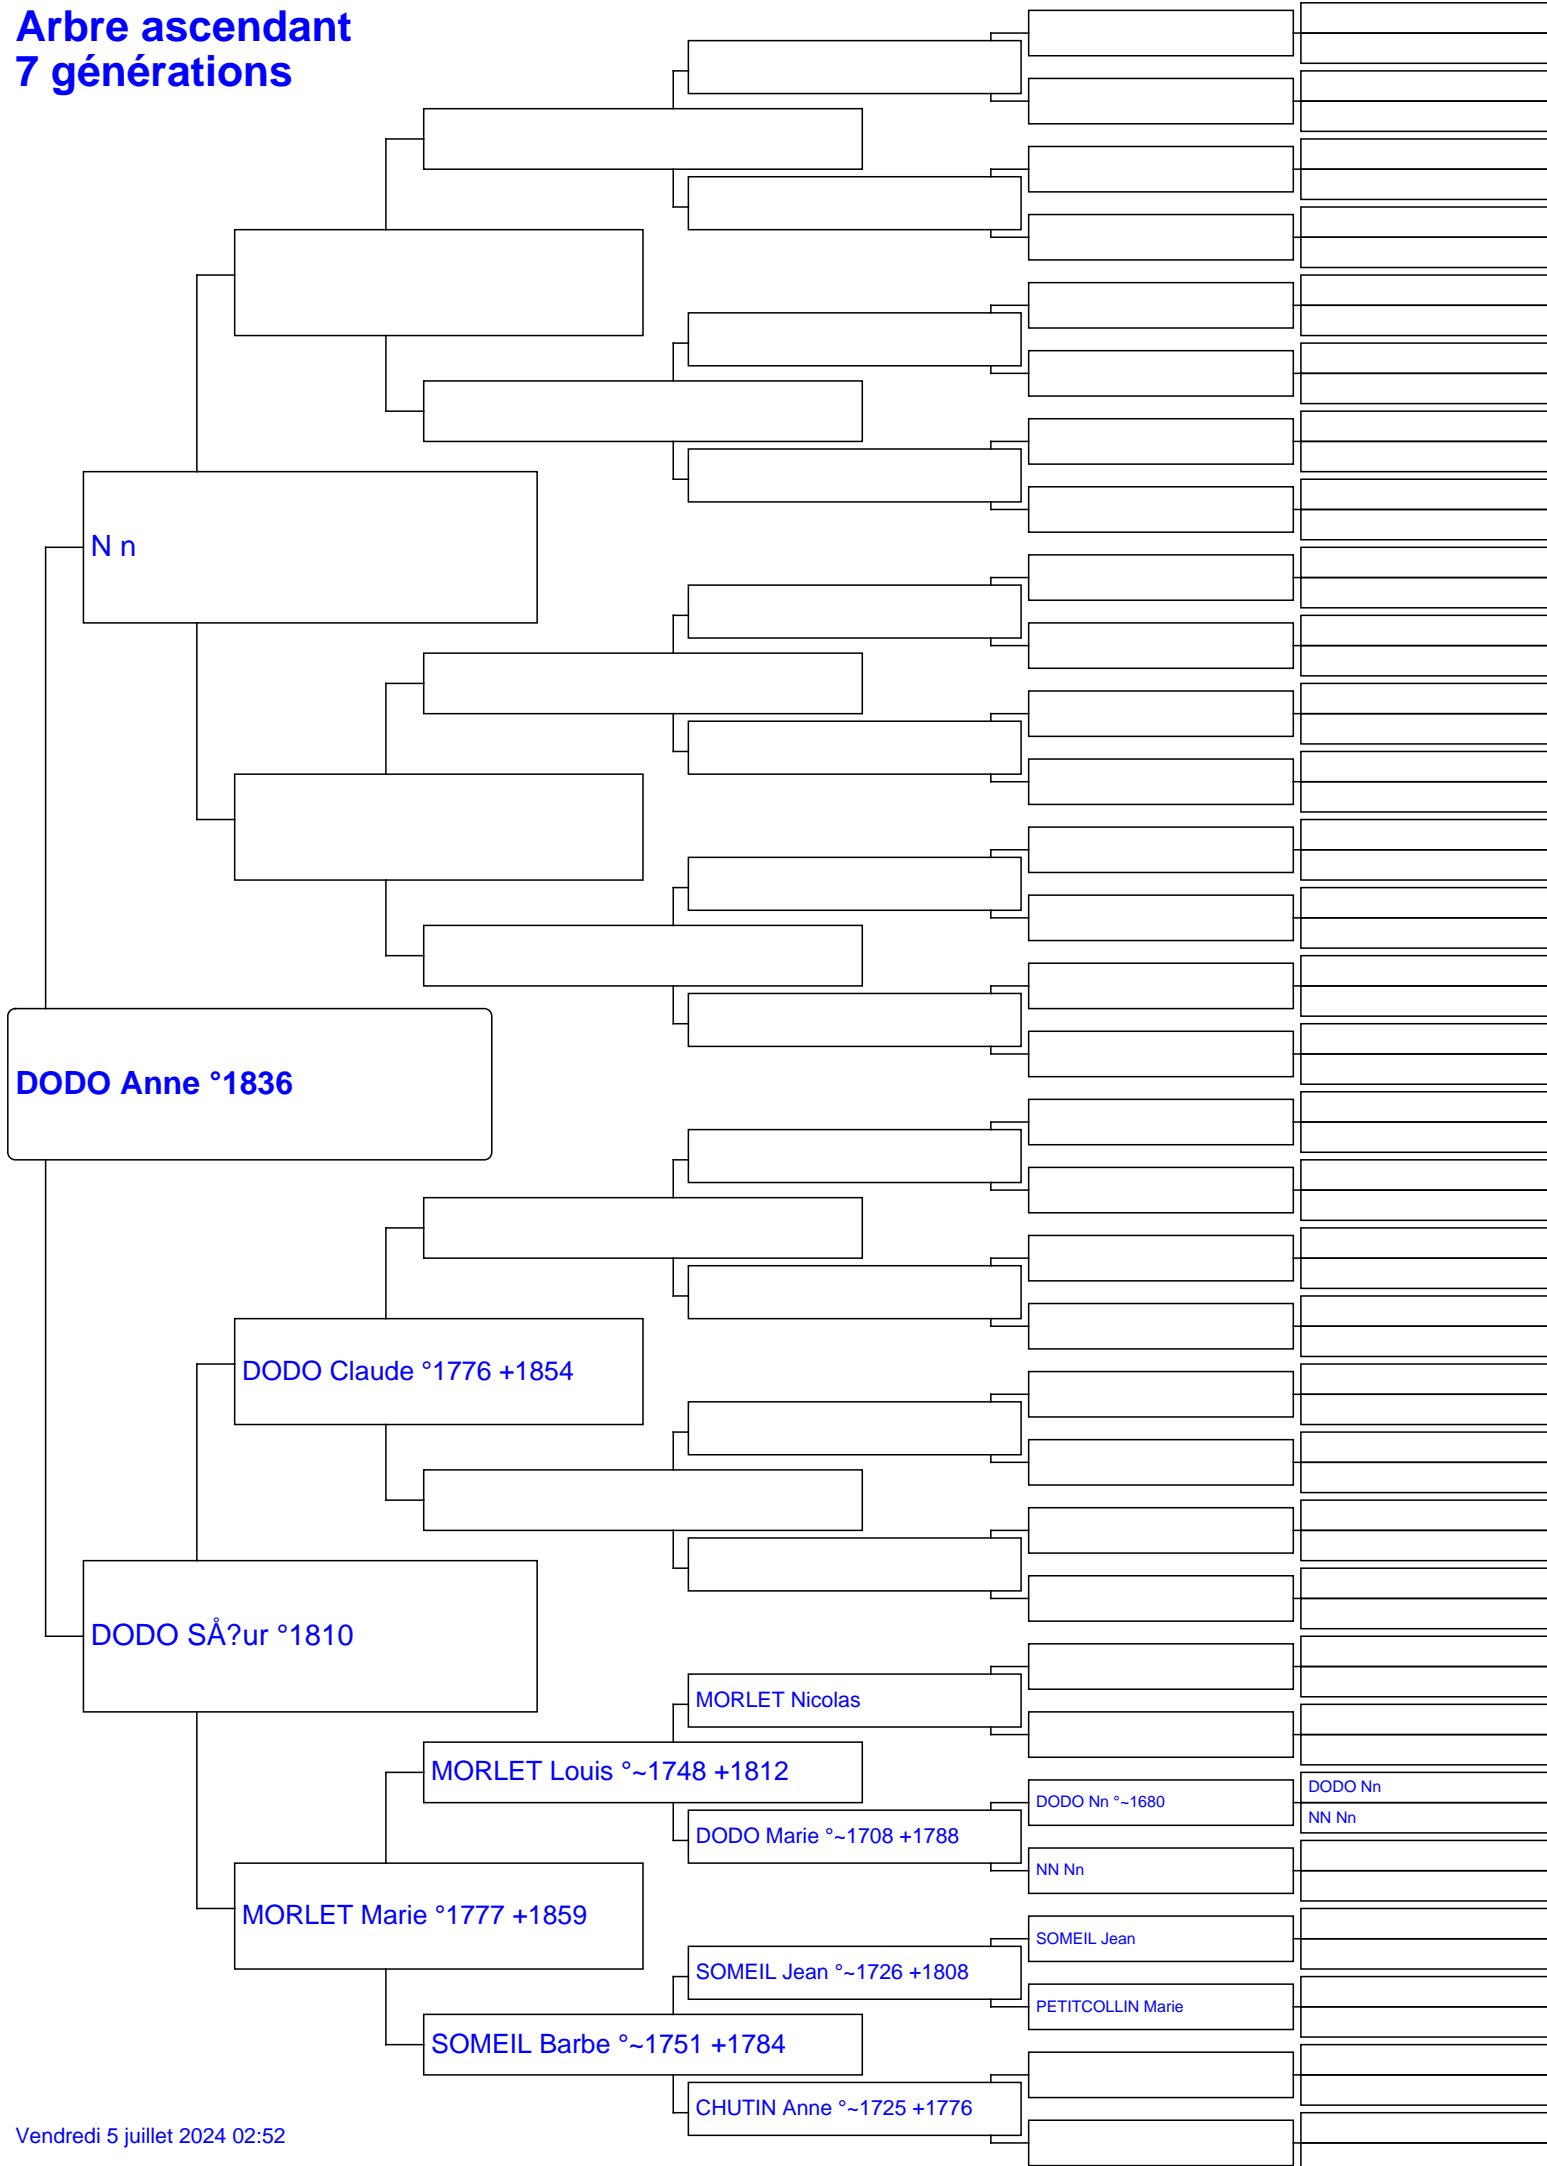 Arbre ascendant
7 générations
N n
DODO Anne °1836
DODO Claude °1776 +1854
DODO SÅ?ur °1810
MORLET Nicolas
MORLET Louis °~1748 +1812
DODO Nn °~1680
DODO Nn
NN Nn
DODO Marie °~1708 +1788
NN Nn
MORLET Marie °1777 +1859
SOMEIL Jean
SOMEIL Jean °~1726 +1808
PETITCOLLIN Marie
SOMEIL Barbe °~1751 +1784
CHUTIN Anne °~1725 +1776
Vendredi 5 juillet 2024 02:52